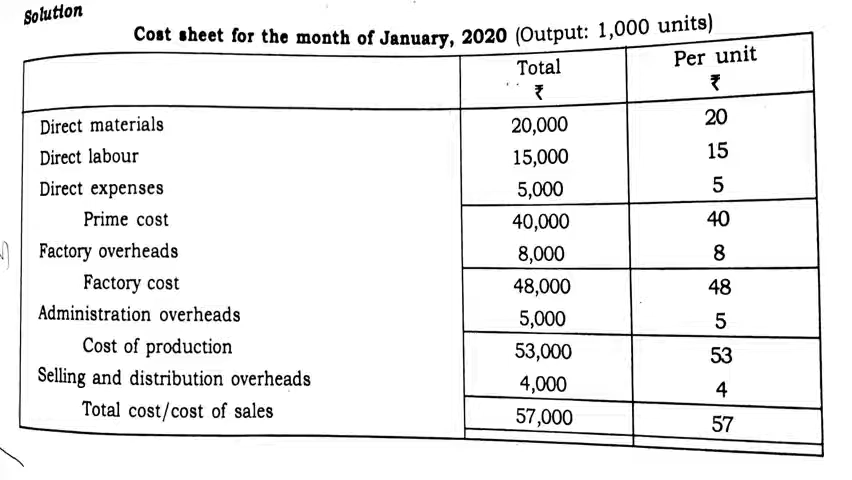 Solution
Cost sheet for the month of January, 2020 (Output: 1,000 units)
Total Per unit
₹ ₹
Direct materials 20,000 20
Direct labour 15,000 15
Direct expenses 5,000 5
Prime cost 40,000 40
Factory overheads 8,000 8
Factory cost 48,000 48
Administration overheads 5,000 5
Cost of production 53,000 53
Selling and distribution overheads 4,000 4
Total cost/cost of sales 57,000 57